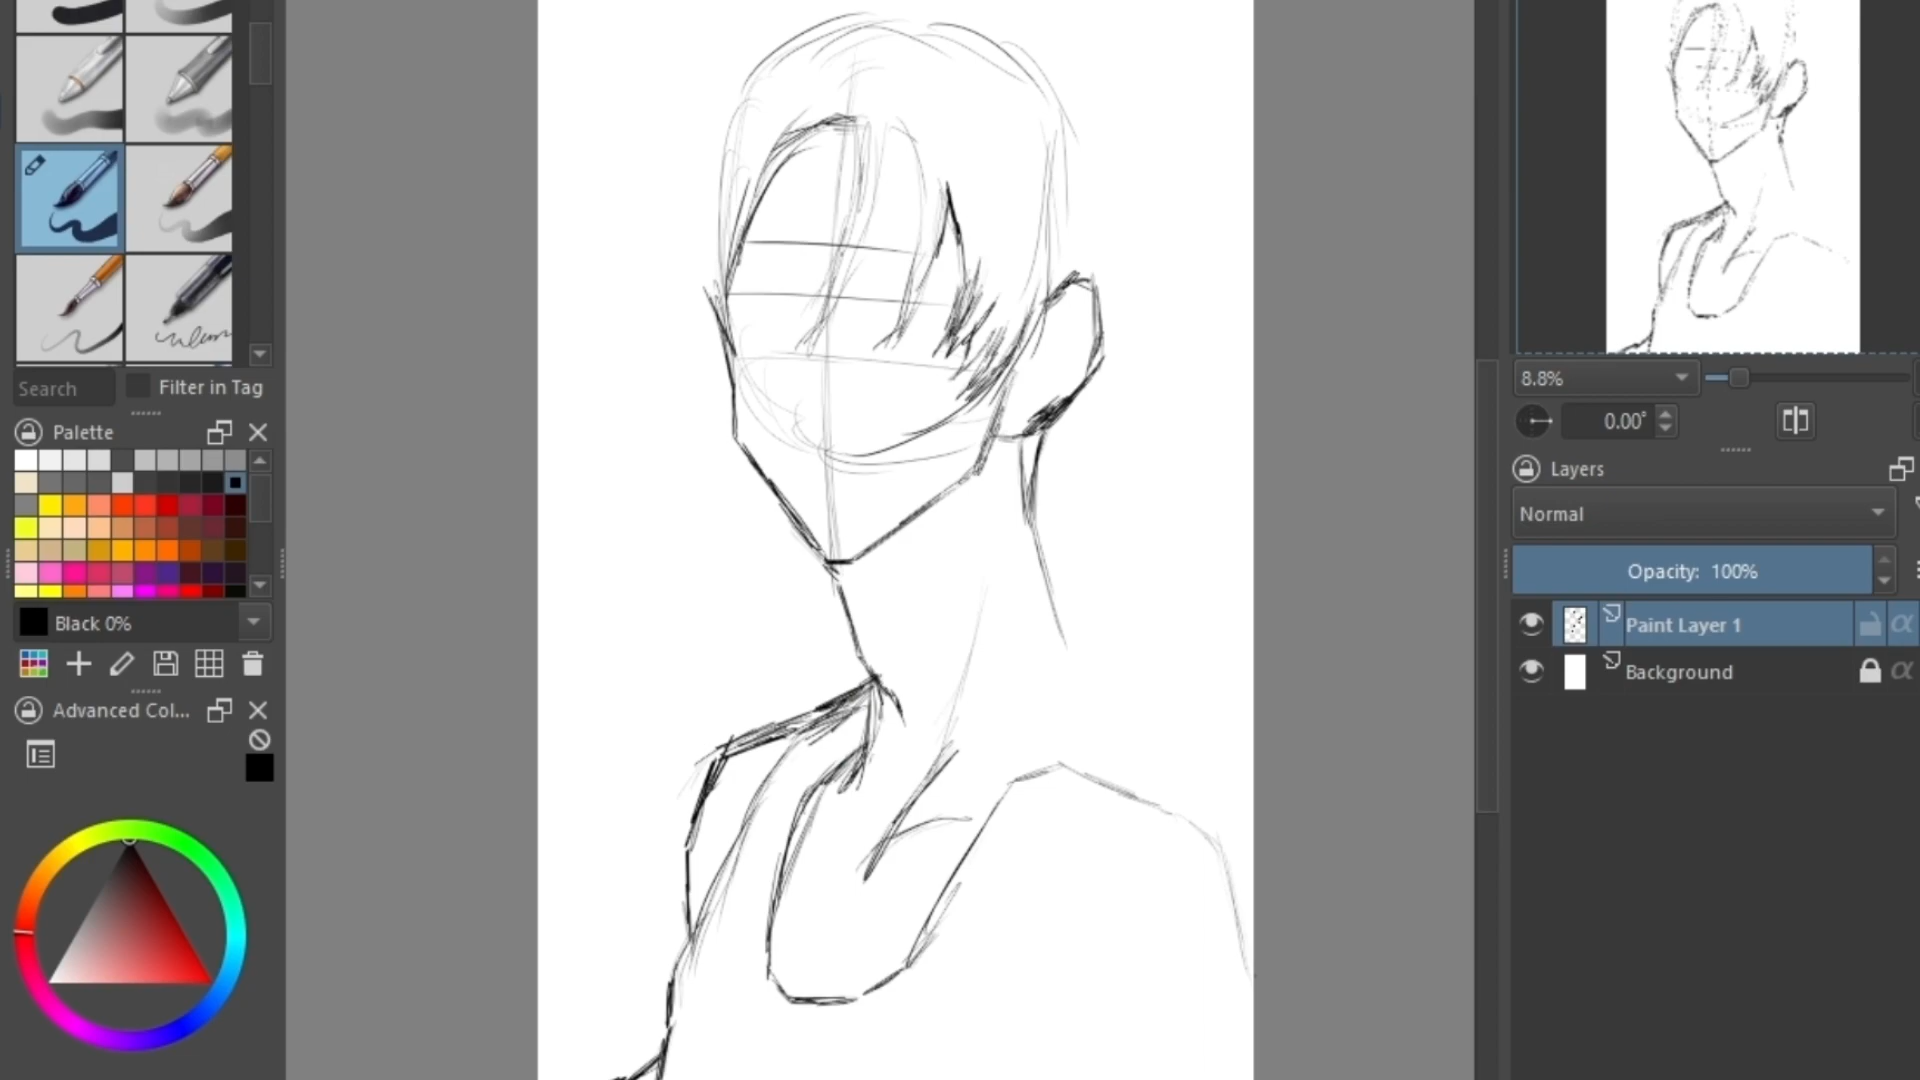 Search
Filter in Tag
Palette
Black 0%
Advanced Col...
8.8%
0.00°
Layers
Normal
Opacity: 100%
Paint Layer 1
α
Background
α